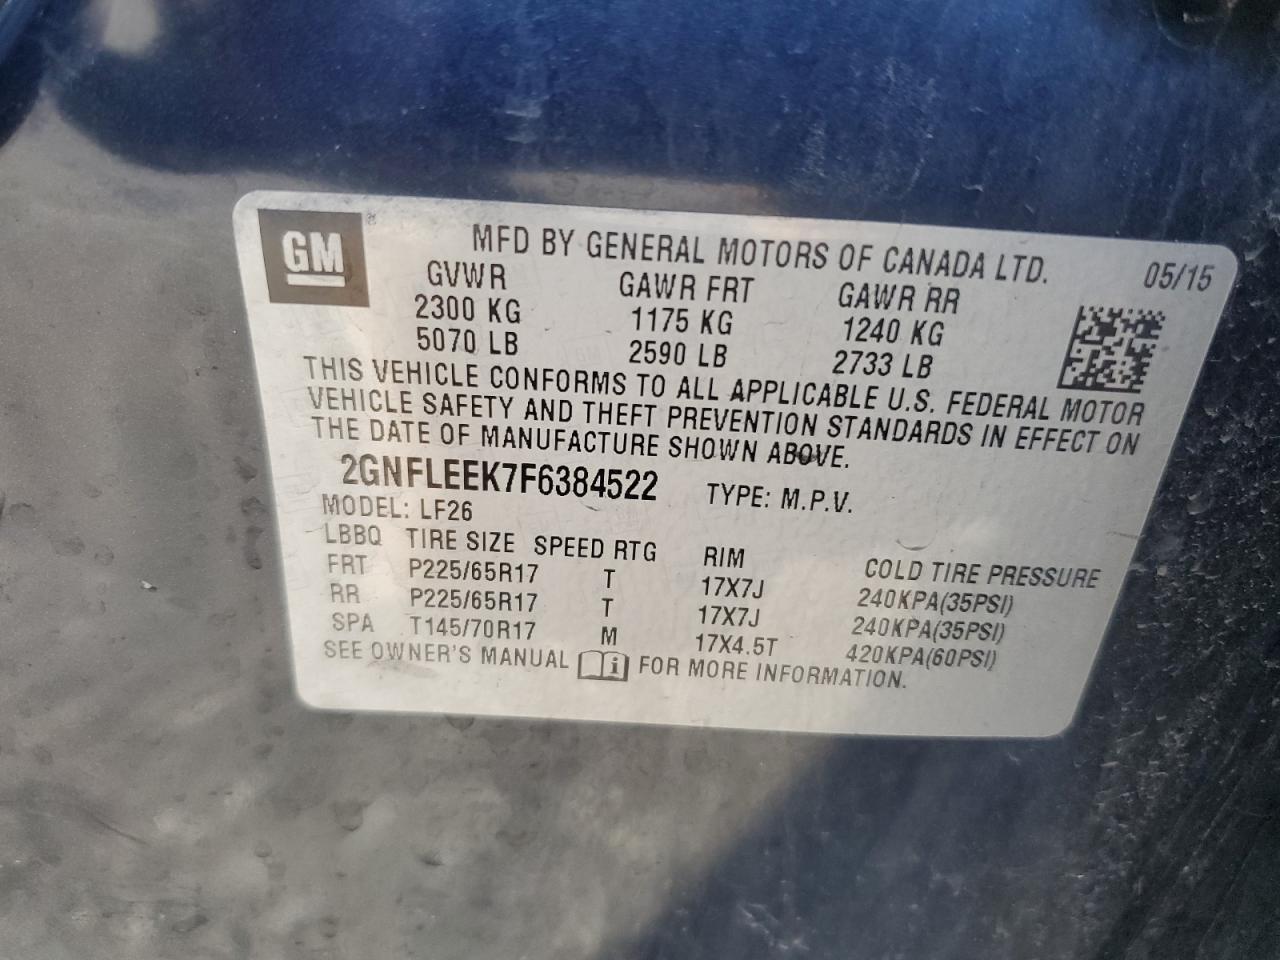 GM ®
MFD BY GENERAL MOTORS OF CANADA LTD. 05/15
GVWR GAWR FRT GAWR RR
2300 KG 1175 KG 1240 KG
5070 LB 2590 LB 2733 LB
THIS VEHICLE CONFORMS TO ALL APPLICABLE U.S. FEDERAL MOTOR
VEHICLE SAFETY AND THEFT PREVENTION STANDARDS IN EFFECT ON
THE DATE OF MANUFACTURE SHOWN ABOVE.
2GNFLEEK7F6384522 TYPE: M.P.V.
MODEL: LF26
LBBQ TIRE SIZE SPEED RTG RIM COLD TIRE PRESSURE
FRT P225/65R17 T 17X7J 240KPA(35PSI)
RR P225/65R17 T 17X7J 240KPA(35PSI)
SPA T145/70R17 M 17X4.5T 420KPA(60PSI)
SEE OWNER'S MANUAL i FOR MORE INFORMATION.